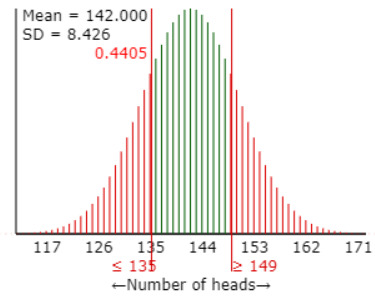 Mean = 142.000
SD = 8.426
0.4405
117 126 135 144 153 162 171
≤ 135 ≥ 149
←Number of heads→